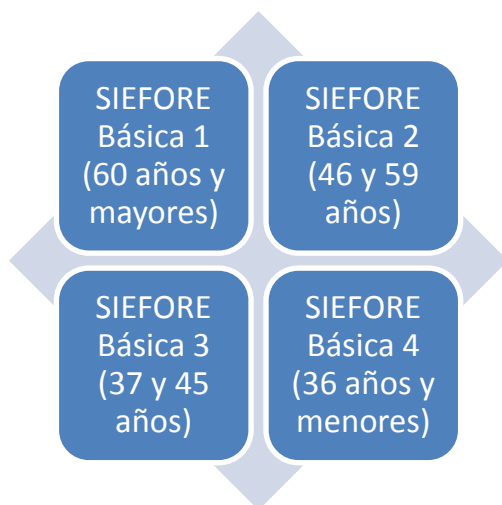 SIEFORE
Básica 1
(60 años y
mayores)
SIEFORE
Básica 2
(46 y 59
años)
SIEFORE
Básica 3
(37 y 45
años)
SIEFORE
Básica 4
(36 años y
menores)